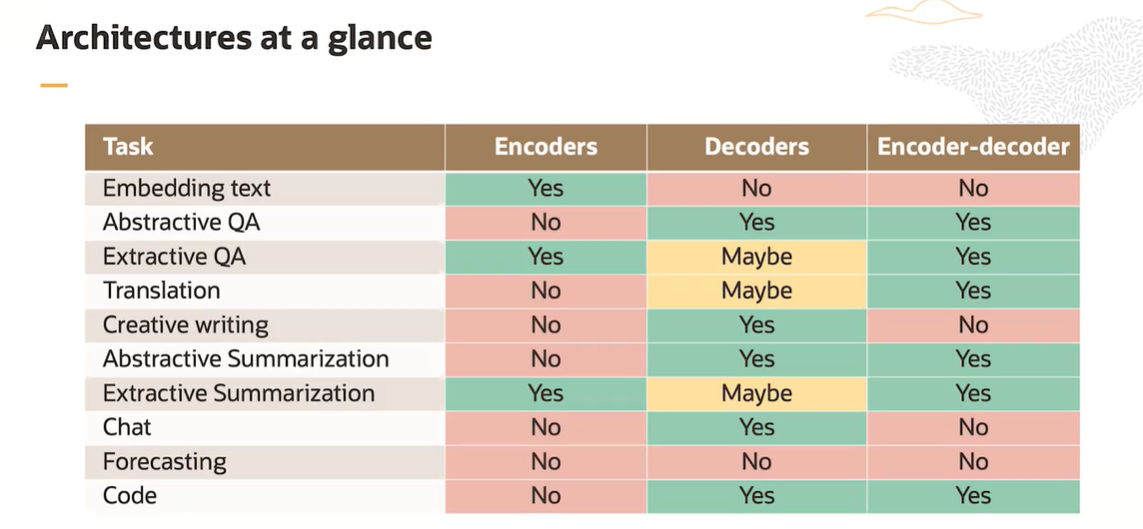 Architectures at a glance
Task Encoders Decoders Encoder-decoder
Embedding text Yes No No
Abstractive QA No Yes Yes
Extractive QA Yes Maybe Yes
Translation No Maybe Yes
Creative writing No Yes No
Abstractive Summarization No Yes Yes
Extractive Summarization Yes Maybe Yes
Chat No Yes No
Forecasting No No No
Code No Yes Yes